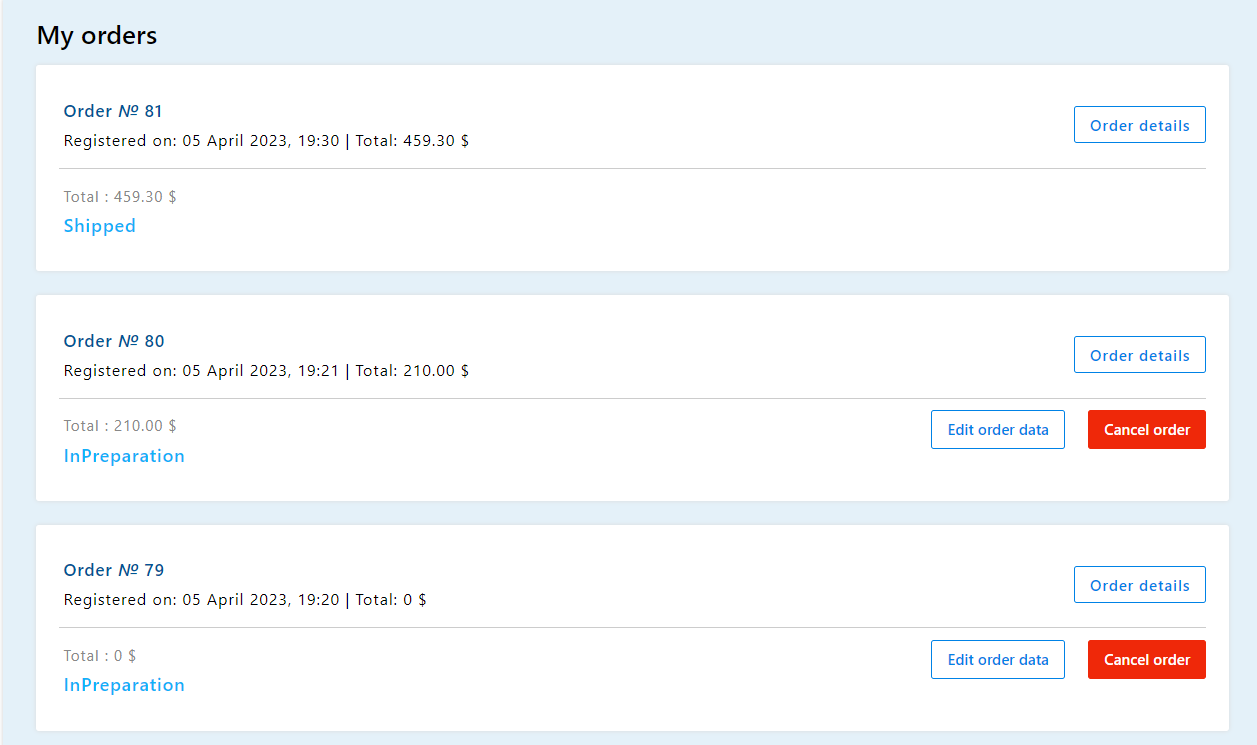 My orders
Order № 81
Registered on: 05 April 2023, 19:30 | Total: 459.30 $
Order details
Total : 459.30 $
Shipped
Order № 80
Registered on: 05 April 2023, 19:21 | Total: 210.00 $
Order details
Total : 210.00 $
Edit order data
Cancel order
InPreparation
Order № 79
Registered on: 05 April 2023, 19:20 | Total: 0 $
Order details
Total : 0 $
Edit order data
Cancel order
InPreparation